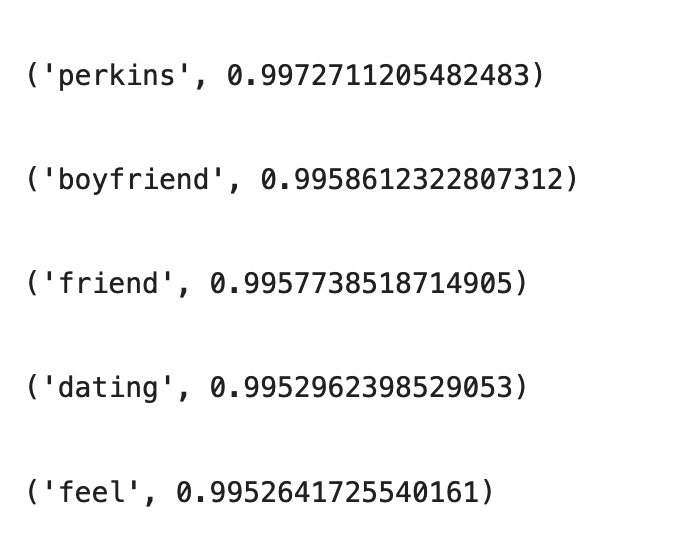 ('perkins', 0.9972711205482483)
('boyfriend', 0.9958612322807312)
('friend', 0.9957738518714905)
('dating', 0.9952962398529053)
('feel', 0.9952641725540161)